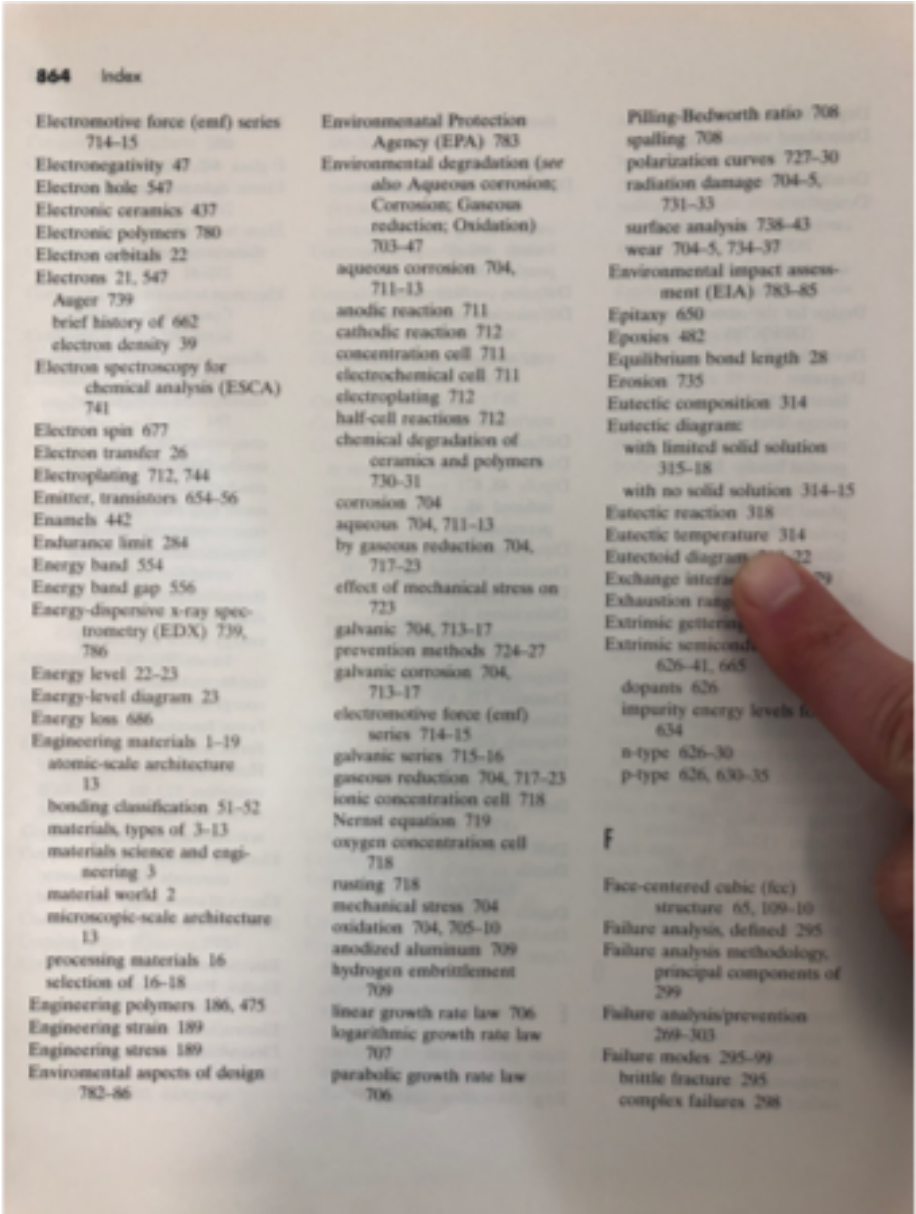 864 Index
Electromotive force (emf) series
714–15
Electronegativity 47
Electron hole 547
Electronic ceramics 437
Electronic polymers 780
Electron orbitals 22
Electrons 21, 547
Auger 739
brief history of 662
electron density 39
Electron spectroscopy for
chemical analysis (ESCA)
741
Electron spin 677
Electron transfer 26
Electroplating 712, 744
Emitter, transistors 654–56
Enamels 442
Endurance limit 284
Energy band 554
Energy band gap 556
Energy-dispersive x-ray spec-
trometry (EDX) 739,
786
Energy level 22–23
Energy-level diagram 23
Energy loss 686
Engineering materials 1–19
atomic-scale architecture
13
bonding classification 51–52
materials, types of 3–13
materials science and engi-
neering 3
material world 2
microscopic-scale architecture
13
processing materials 16
selection of 16–18
Engineering polymers 186, 475
Engineering strain 189
Engineering stress 189
Enviromental aspects of design
782–86
Environmenatal Protection
Agency (EPA) 783
Environmental degradation (see
also Aqueous corrosion;
Corrosion; Gaseous
reduction; Oxidation)
703–47
aqueous corrosion 704,
711–13
anodic reaction 711
cathodic reaction 712
concentration cell 711
electrochemical cell 711
electroplating 712
half-cell reactions 712
chemical degradation of
ceramics and polymers
730–31
corrosion 704
aqueous 704, 711–13
by gaseous reduction 704,
717–23
effect of mechanical stress on
723
galvanic 704, 713–17
prevention methods 724–27
galvanic corrosion 704,
713–17
electromotive force (emf)
series 714–15
galvanic series 715–16
gaseous reduction 704, 717–23
ionic concentration cell 718
Nernst equation 719
oxygen concentration cell
718
rusting 718
mechanical stress 704
oxidation 704, 705–10
anodized aluminum 709
hydrogen embrittlement
709
linear growth rate law 706
logarithmic growth rate law
707
parabolic growth rate law
706
Pilling-Bedworth ratio 708
spalling 708
polarization curves 727–30
radiation damage 704–5,
731–33
surface analysis 738–43
wear 704–5, 734–37
Environmental impact assess-
ment (EIA) 783–85
Epitaxy 650
Epoxies 482
Equilibrium bond length 28
Erosion 735
Eutectic composition 314
Eutectic diagram:
with limited solid solution
315–18
with no solid solution 314–15
Eutectic reaction 318
Eutectic temperature 314
Eutectoid diagram
Exchange
Exhaustion
Extrinsic gettering
Extrinsic
626–41, 665
dopants 626
impurity energy levels
634
n-type 626–30
p-type 626, 630–35
F
Face-centered cubic (fcc)
structure 65, 109–10
Failure analysis, defined 295
Failure analysis methodology,
principal components of
299
Failure analysis/prevention
269–303
Failure modes 295–99
brittle fracture 295
complex failures 298